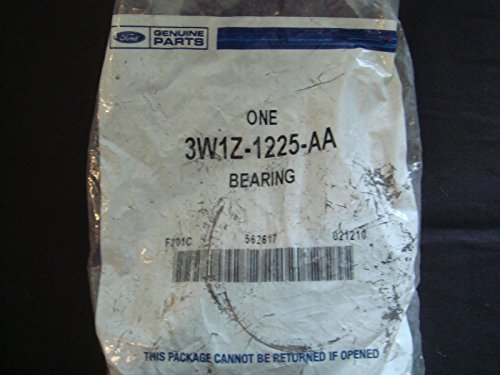 Ford GENUINE
PARTS
ONE
3W1Z-1225-AA
BEARING
F201C 562617 021210
THIS PACKAGE CANNOT BE RETURNED IF OPENED